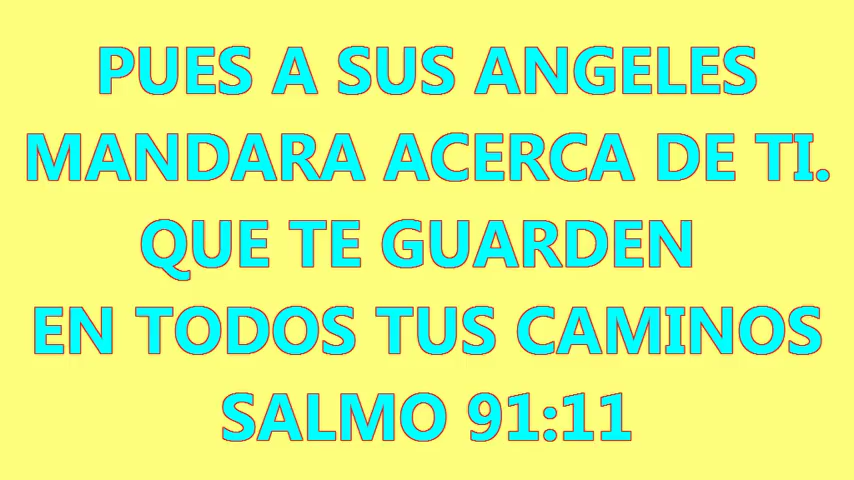 PUES A SUS ANGELES
MANDARA ACERCA DE TI.
QUE TE GUARDEN
EN TODOS TUS CAMINOS
SALMO 91:11